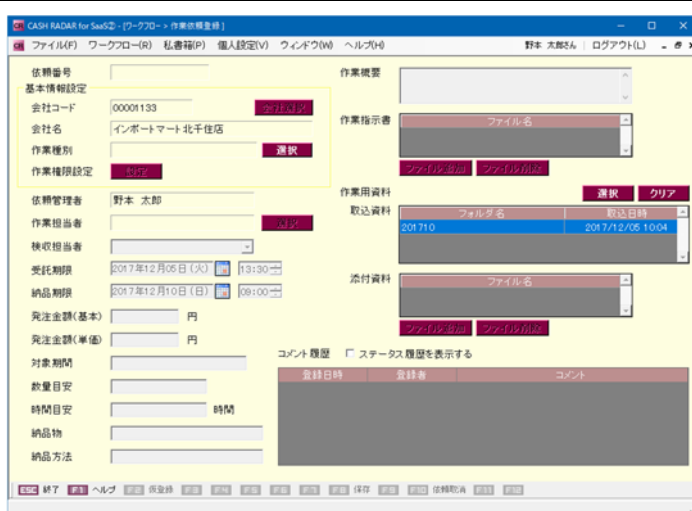 CASH RADAR for SaaS② - [ワークフロー > 作業依頼登録]
ファイル(F) ワークフロー(R) 私書箱(P) 個人設定(V) ウィンドウ(W) ヘルプ(H) 野本 太郎さん ログアウト(L)
依頼番号
基本情報設定
会社コード 00001133 会社選択
会社名 インポートマート北千住店
作業種別 選択
作業権限設定 設定
依頼管理者 野本 太郎
作業担当者 選択
検収担当者
受託期限 2017年12月05日(火) 13:30
納品期限 2017年12月10日(日) 09:00
発注金額(基本) 円
発注金額(単価) 円
対象期間
数量目安
時間目安 時間
納品物
納品方法
作業概要
作業指示書 ファイル名
ファイル追加 ファイル削除
作業用資料 選択 クリア
取込資料 フォルダ名 取込日時
201710 2017/12/05 10:04
添付資料 ファイル名
ファイル追加 ファイル削除
コメント履歴 ステータス履歴を表示する
登録日時 登録者 コメント
ESC 終了 F1 ヘルプ F2 仮登録 F3 F4 F5 F6 F7 F8 保存 F9 F10 依頼取消 F11 F12